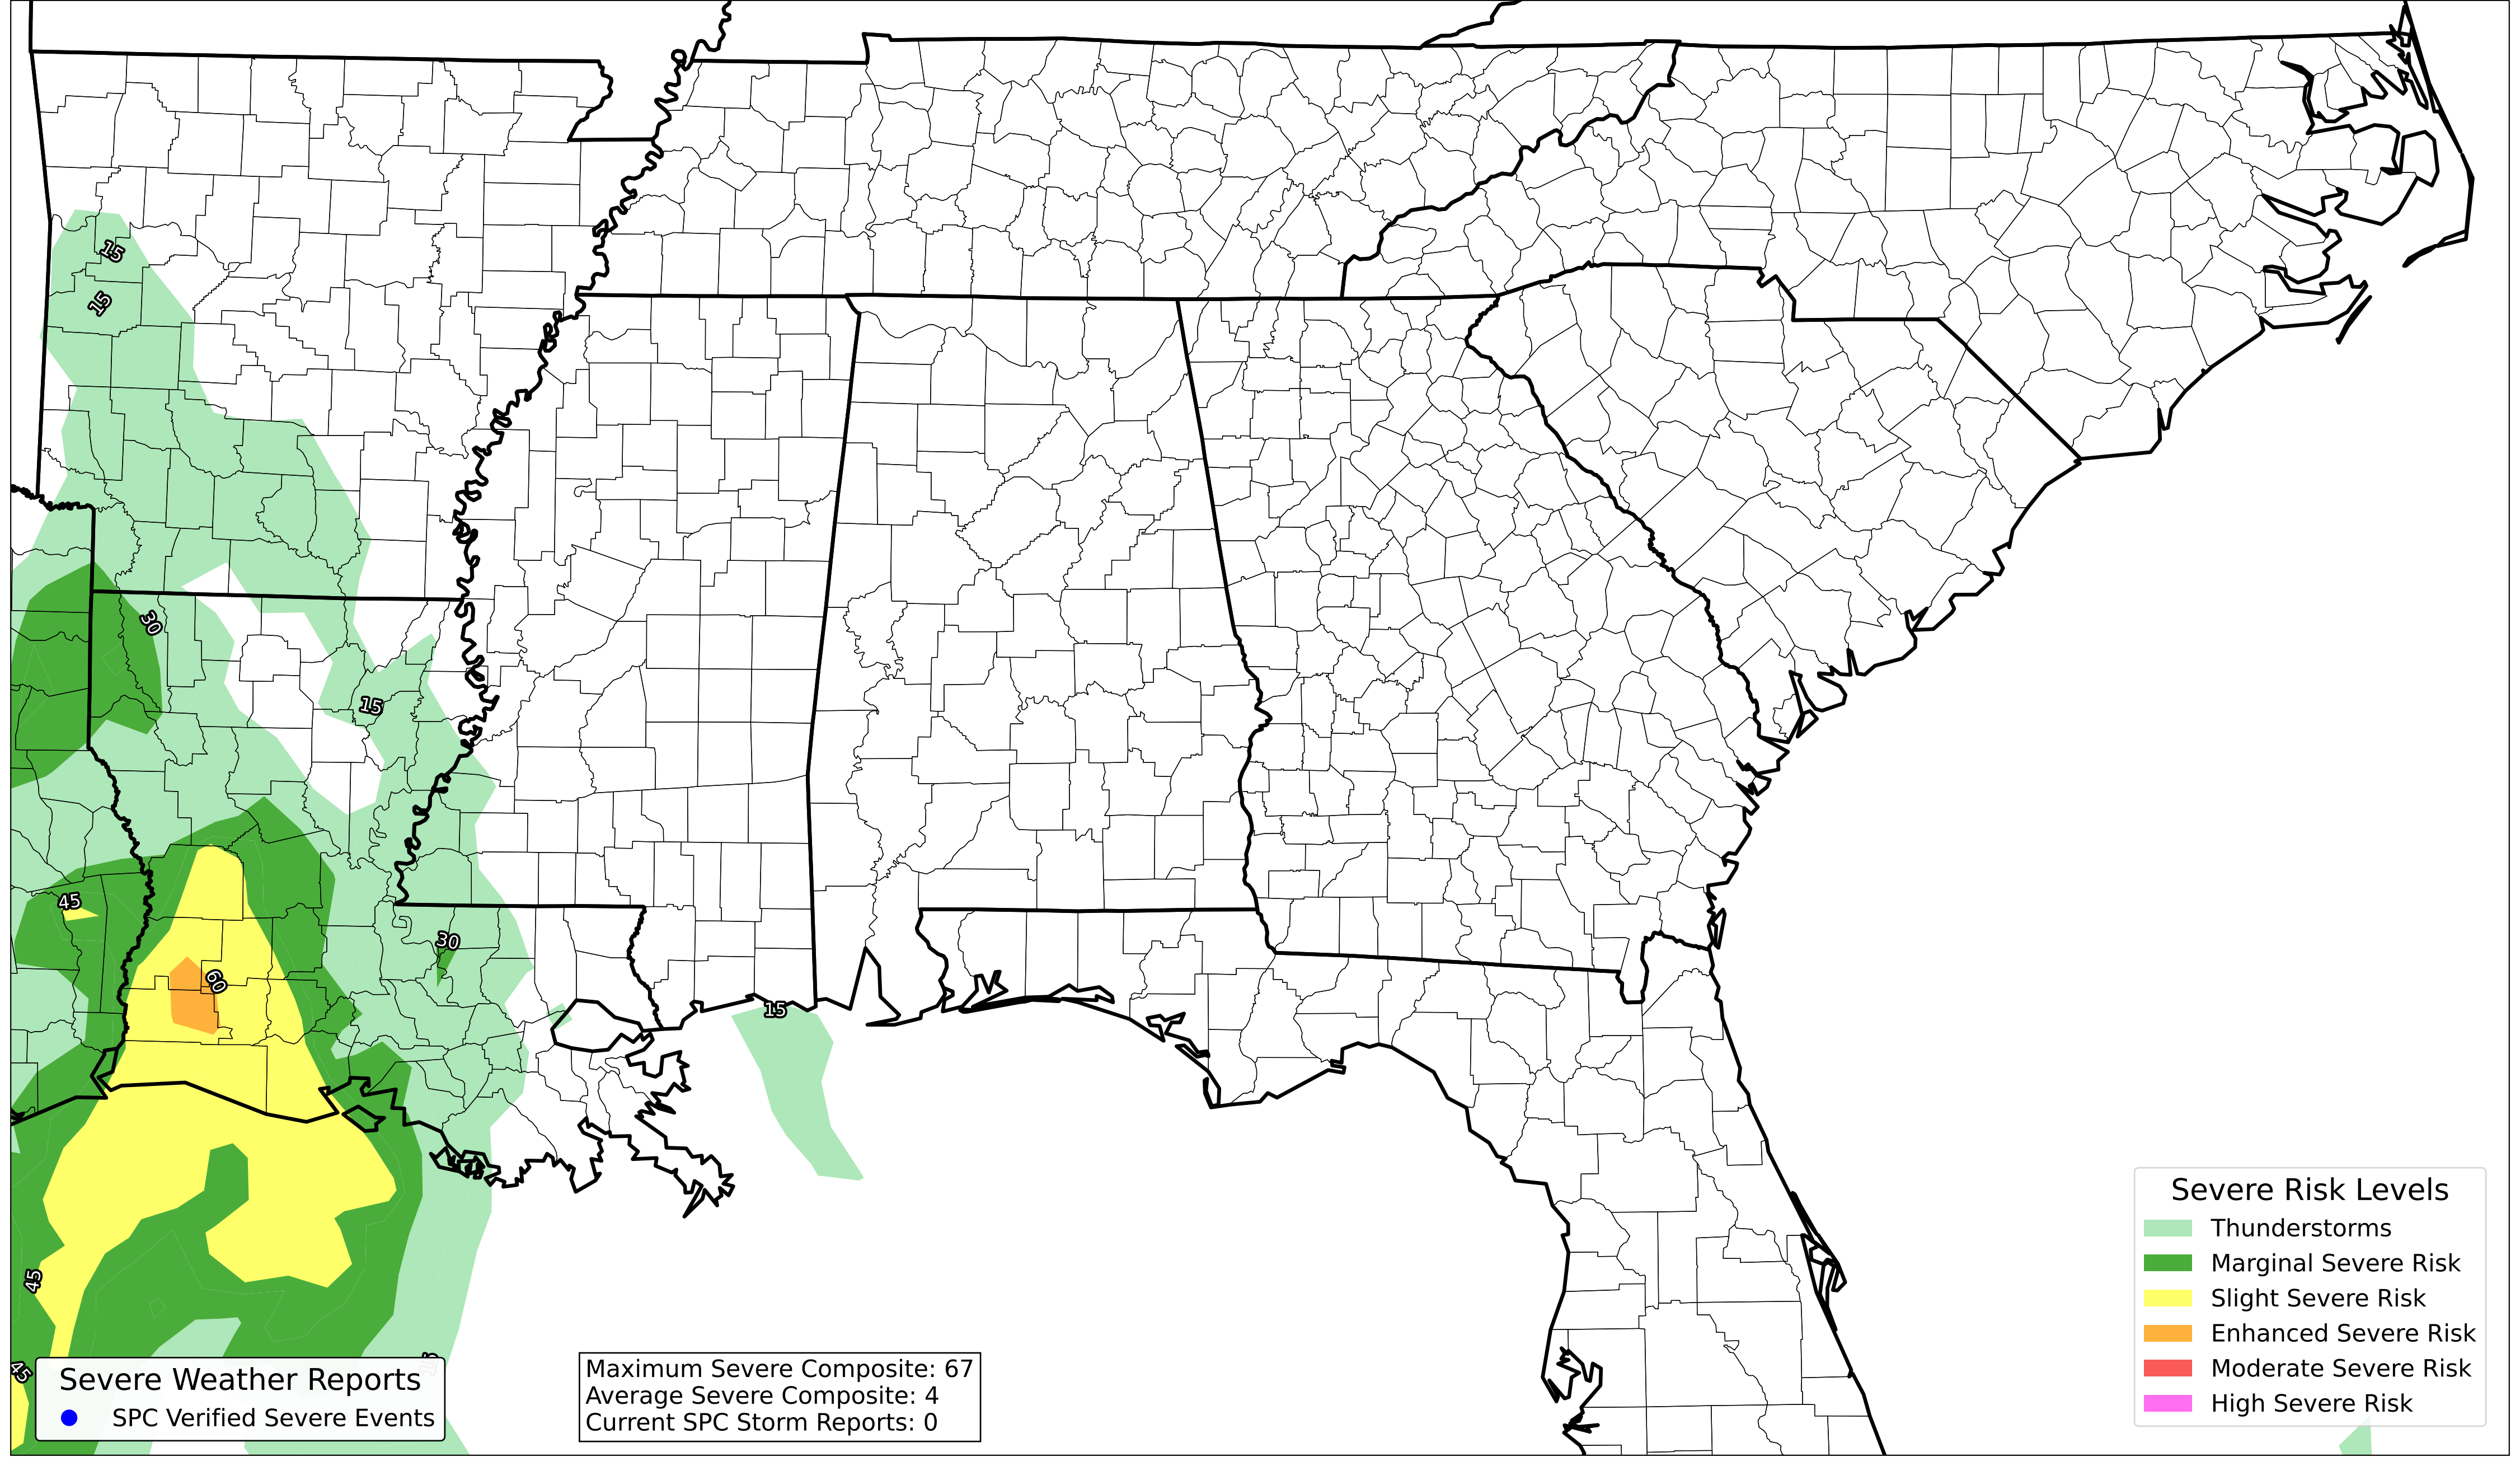 15
15
30
15
45
30
60
15
45
45
15
Severe Weather Reports
SPC Verified Severe Events
Maximum Severe Composite: 67
Average Severe Composite: 4
Current SPC Storm Reports: 0
Severe Risk Levels
Thunderstorms
Marginal Severe Risk
Slight Severe Risk
Enhanced Severe Risk
Moderate Severe Risk
High Severe Risk